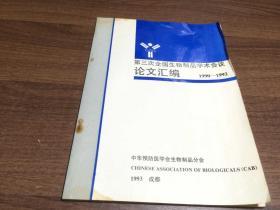 第三次全国生物制品学术会议
论文汇编
1990—1993
中华预防医学会生物制品分会
CHINESE ASSOCIATION OF BIOLOGICALS (CAB)
1993 成都